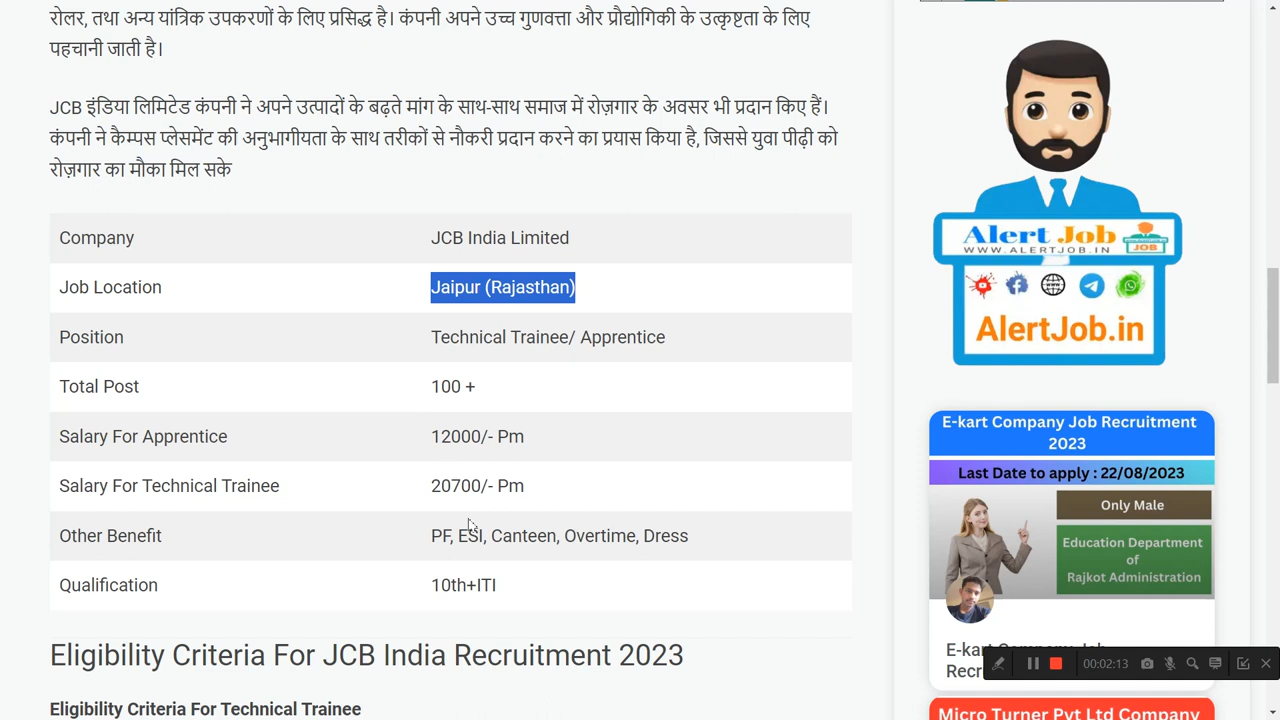 रोलर, तथा अन्य यांत्रिक उपकरणों के लिए प्रसिद्ध है। कंपनी अपने उच्च गुणवत्ता और प्रौद्योगिकी के उत्कृष्टता के लिए
पहचानी जाती है।
JCB इंडिया लिमिटेड कंपनी ने अपने उत्पादों के बढ़ते मांग के साथ-साथ समाज में रोज़गार के अवसर भी प्रदान किए हैं।
कंपनी ने कैम्पस प्लेसमेंट की अनुभागीयता के साथ तरीकों से नौकरी प्रदान करने का प्रयास किया है, जिससे युवा पीढ़ी को
रोज़गार का मौका मिल सके
Company JCB India Limited
Job Location Jaipur (Rajasthan)
Position Technical Trainee/ Apprentice
Total Post 100 +
Salary For Apprentice 12000/- Pm
Salary For Technical Trainee 20700/- Pm
Other Benefit PF, ESI, Canteen, Overtime, Dress
Qualification 10th+ITI
Eligibility Criteria For JCB India Recruitment 2023
Eligibility Criteria For Technical Trainee
Alert Job
WWW.ALERTJOB.IN
JOB
AlertJob.in
E-kart Company Job Recruitment
2023
Last Date to apply : 22/08/2023
Only Male
Education Department
of
Rajkot Administration
E-kart Company Job
Recr
00:02:13
Micro Turner Pvt Ltd Company